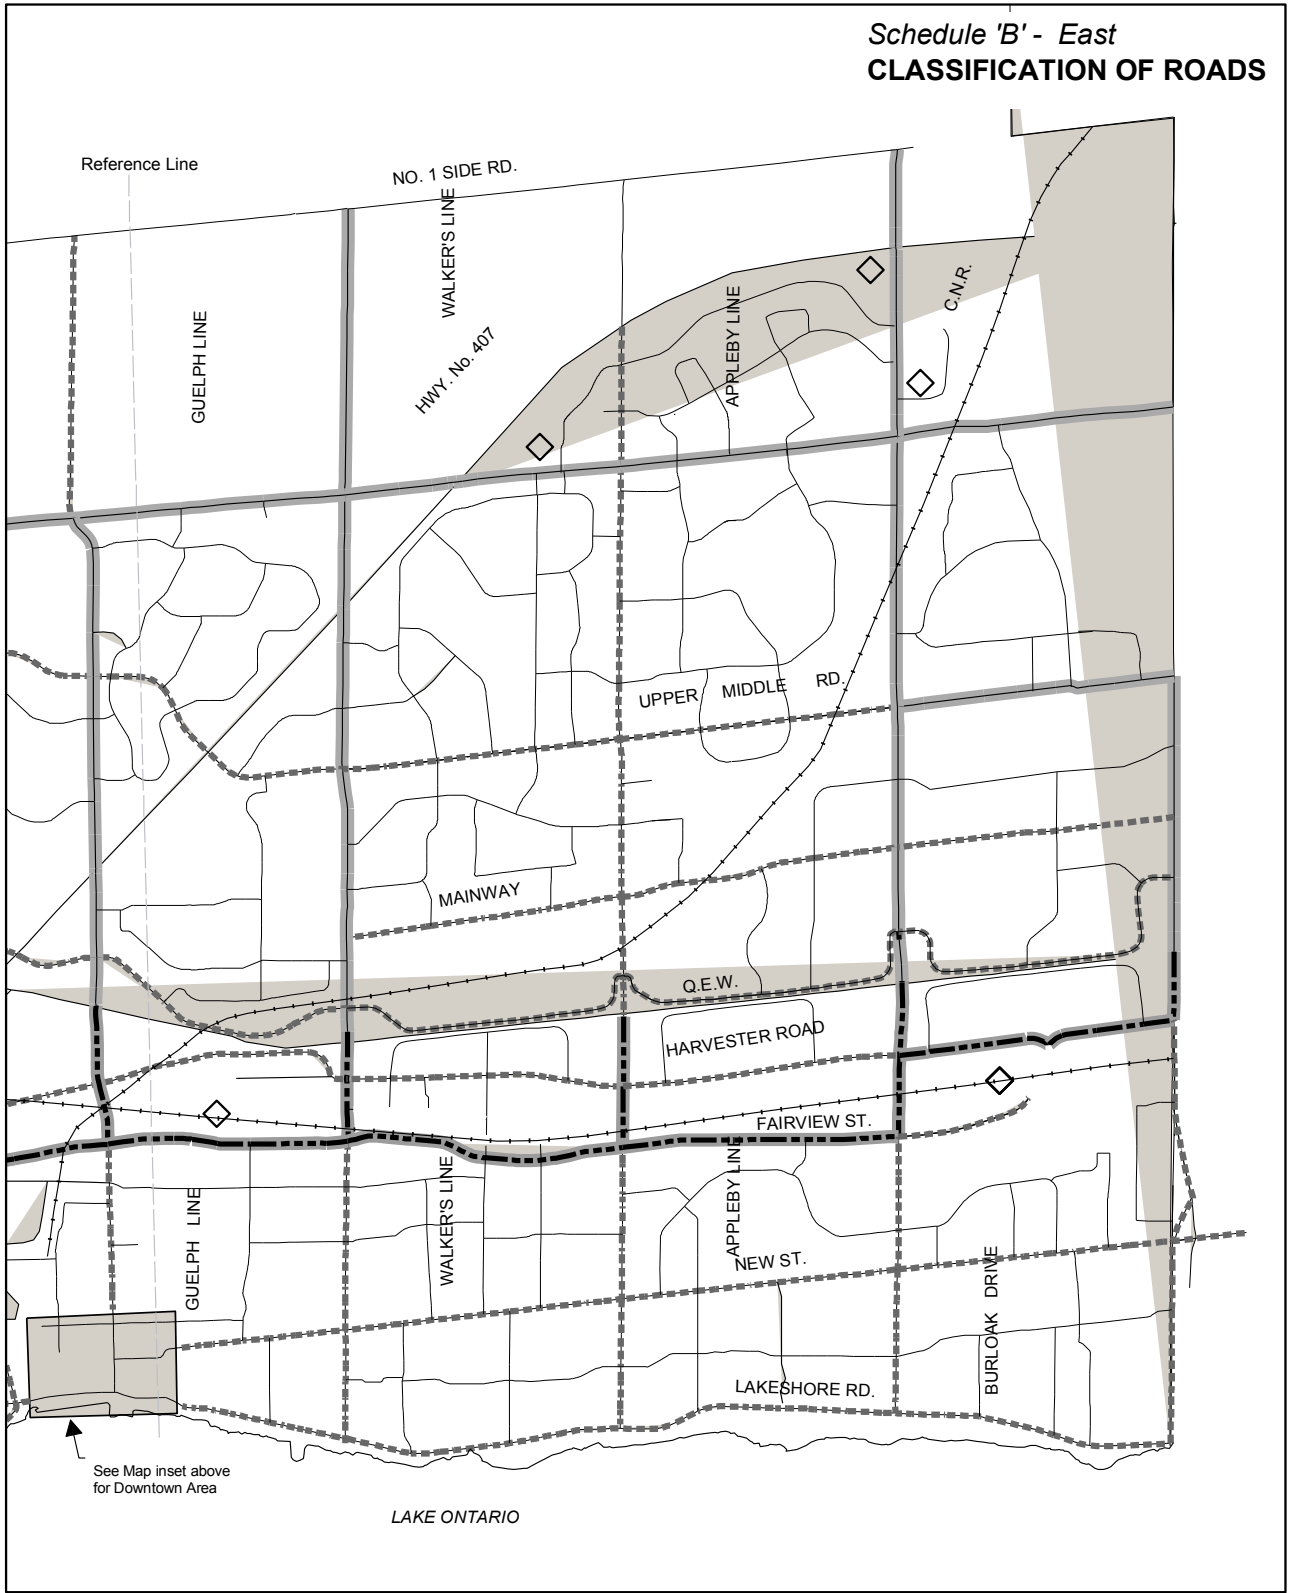 Schedule 'B' - East
CLASSIFICATION OF ROADS
Reference Line
NO. 1 SIDE RD.
WALKER'S LINE
GUELPH LINE
HWY. No. 407
APPLEBY LINE
C.N.R.
UPPER MIDDLE RD.
MAINWAY
Q.E.W.
HARVESTER ROAD
FAIRVIEW ST.
GUELPH LINE
WALKER'S LINE
APPLEBY LINE
NEW ST.
BURLOAK DRIVE
LAKESHORE RD.
See Map inset above
for Downtown Area
LAKE ONTARIO